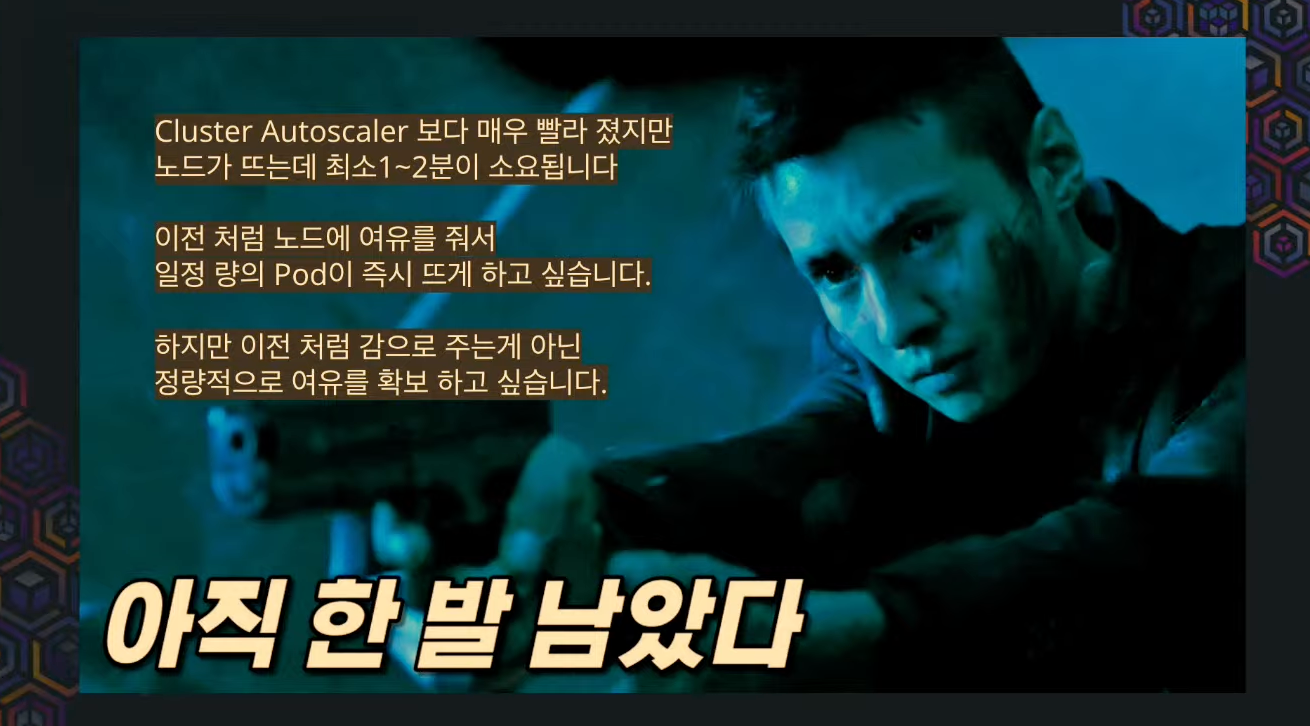 Cluster Autoscaler 보다 매우 빨라 졌지만
노드가 뜨는데 최소1~2분이 소요됩니다
이전 처럼 노드에 여유를 줘서
일정 량의 Pod이 즉시 뜨게 하고 싶습니다.
하지만 이전 처럼 감으로 주는게 아닌
정량적으로 여유를 확보 하고 싶습니다.
아직 한 발 남았다